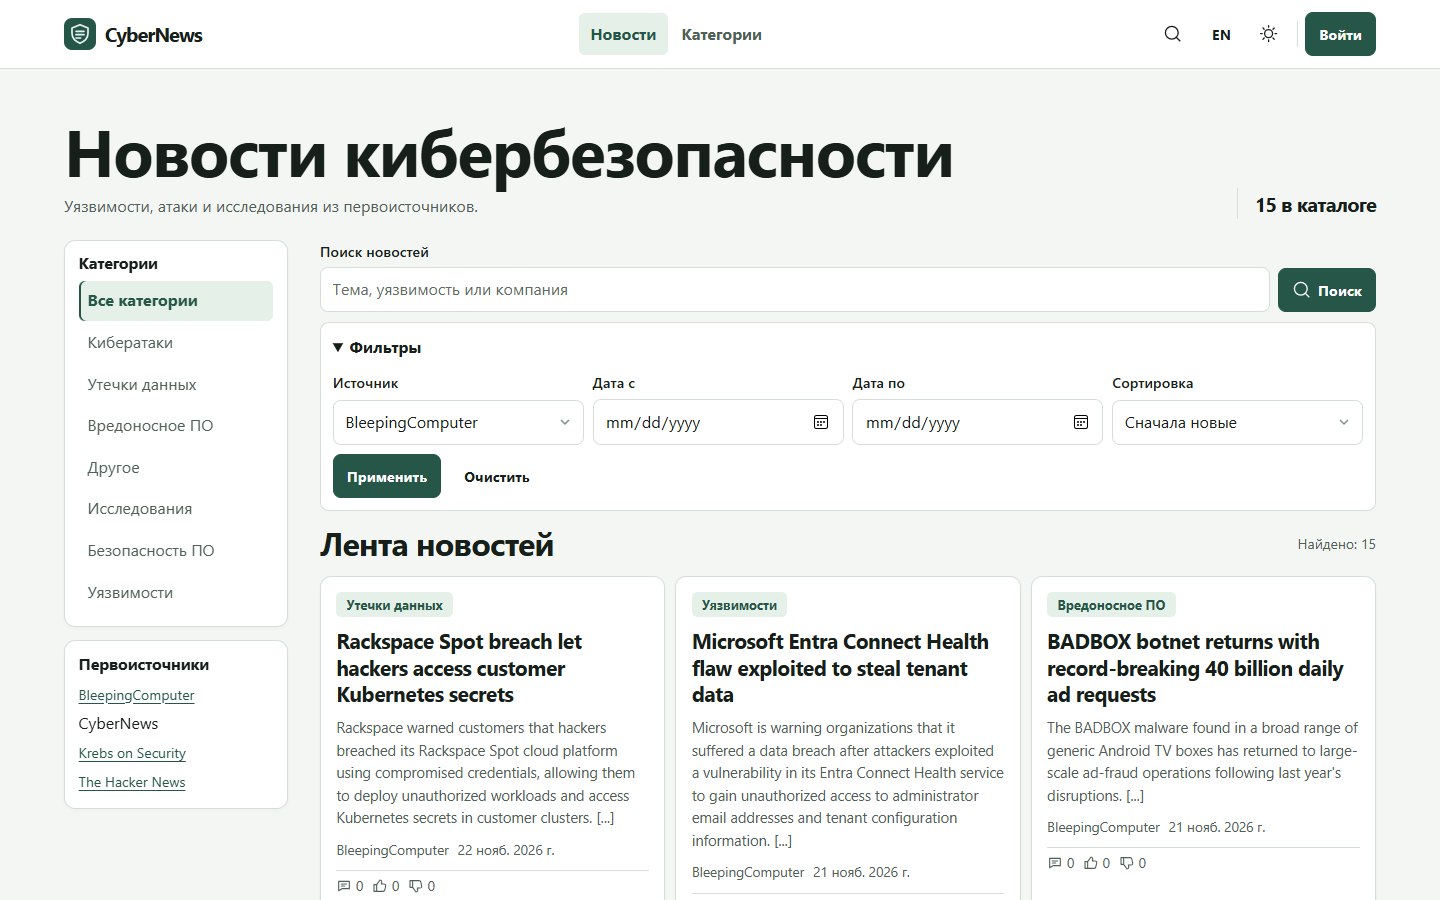 CyberNews
Новости
Категории
EN
Войти
Новости кибербезопасности
Уязвимости, атаки и исследования из первоисточников.
15 в каталоге
Категории
Все категории
Кибератаки
Утечки данных
Вредоносное ПО
Другое
Исследования
Безопасность ПО
Уязвимости
Первоисточники
BleepingComputer
CyberNews
Krebs on Security
The Hacker News
Поиск новостей
Тема, уязвимость или компания
Поиск
Фильтры
Источник
BleepingComputer
Дата с
mm/dd/yyyy
Дата по
mm/dd/yyyy
Сортировка
Сначала новые
Применить
Очистить
Лента новостей
Найдено: 15
Утечки данных
Rackspace Spot breach let
hackers access customer
Kubernetes secrets
Rackspace warned customers that hackers
breached its Rackspace Spot cloud platform
using compromised credentials, allowing them
to deploy unauthorized workloads and access
Kubernetes secrets in customer clusters. [...]
BleepingComputer 22 нояб. 2026 г.
0 0 0
Уязвимости
Microsoft Entra Connect Health
flaw exploited to steal tenant
data
Microsoft is warning organizations that it
suffered a data breach after attackers exploited
a vulnerability in its Entra Connect Health service
to gain unauthorized access to administrator
email addresses and tenant configuration
information. [...]
BleepingComputer 21 нояб. 2026 г.
Вредоносное ПО
BADBOX botnet returns with
record-breaking 40 billion daily
ad requests
The BADBOX malware found in a broad range of
generic Android TV boxes has returned to large-
scale ad-fraud operations following last year's
disruptions. [...]
BleepingComputer 21 нояб. 2026 г.
0 0 0